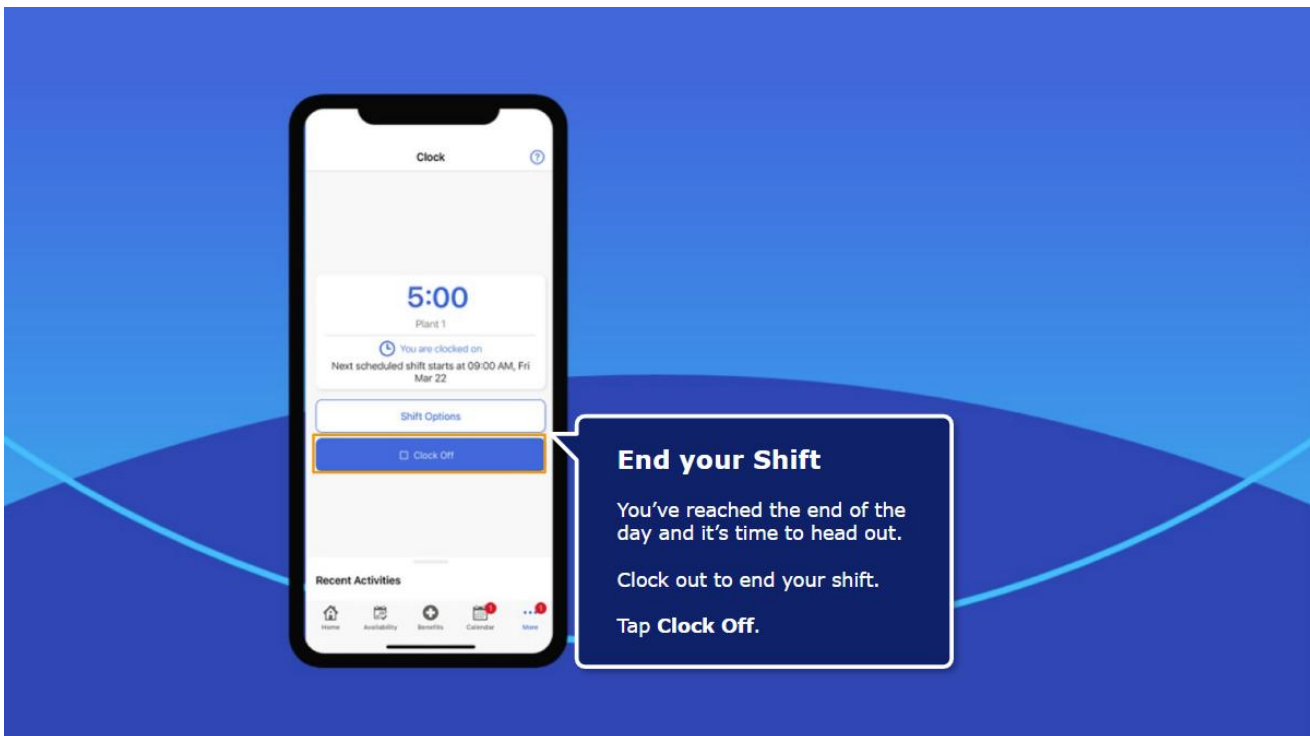 Clock
?
5:00
Plant 1
You are clocked on
Next scheduled shift starts at 09:00 AM, Fri
Mar 22
Shift Options
Clock Off
Recent Activities
1
1
Home Availability Benefits Calendar More
End your Shift
You’ve reached the end of the
day and it’s time to head out.
Clock out to end your shift.
Tap Clock Off.